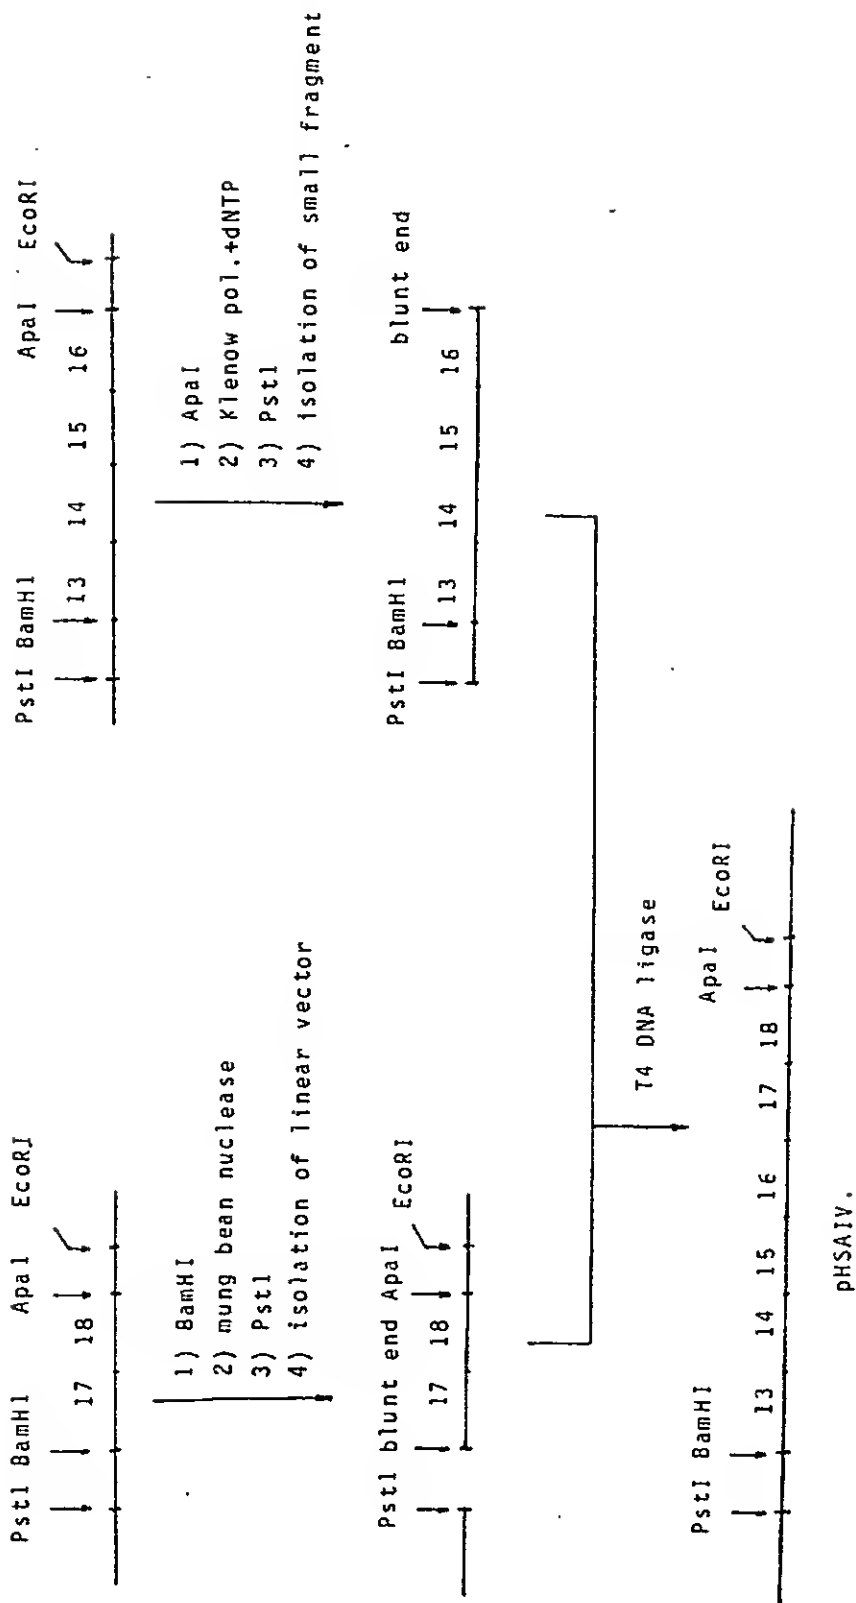 PstI BamHI ApaI EcoRI
17 18
1) BamHI
2) mung bean nuclease
3) PstI
4) isolation of linear vector
PstI blunt end ApaI EcoRI
17 18
PstI BamHI ApaI EcoRI
13 14 15 16
1) ApaI
2) Klenow pol.+dNTP
3) PstI
4) isolation of small fragment
PstI BamHI blunt end
13 14 15 16
T4 DNA ligase
PstI BamHI ApaI EcoRI
13 14 15 16 17 18
pHSAIV.